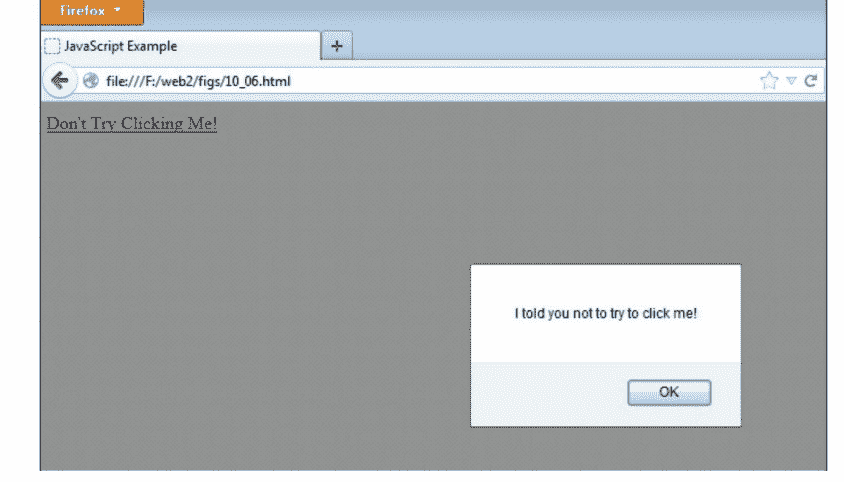 Firefox
JavaScript Example
file:///F:/web2/figs/10_06.html
Don't Try Clicking Me!
I told you not to try to click me!
OK